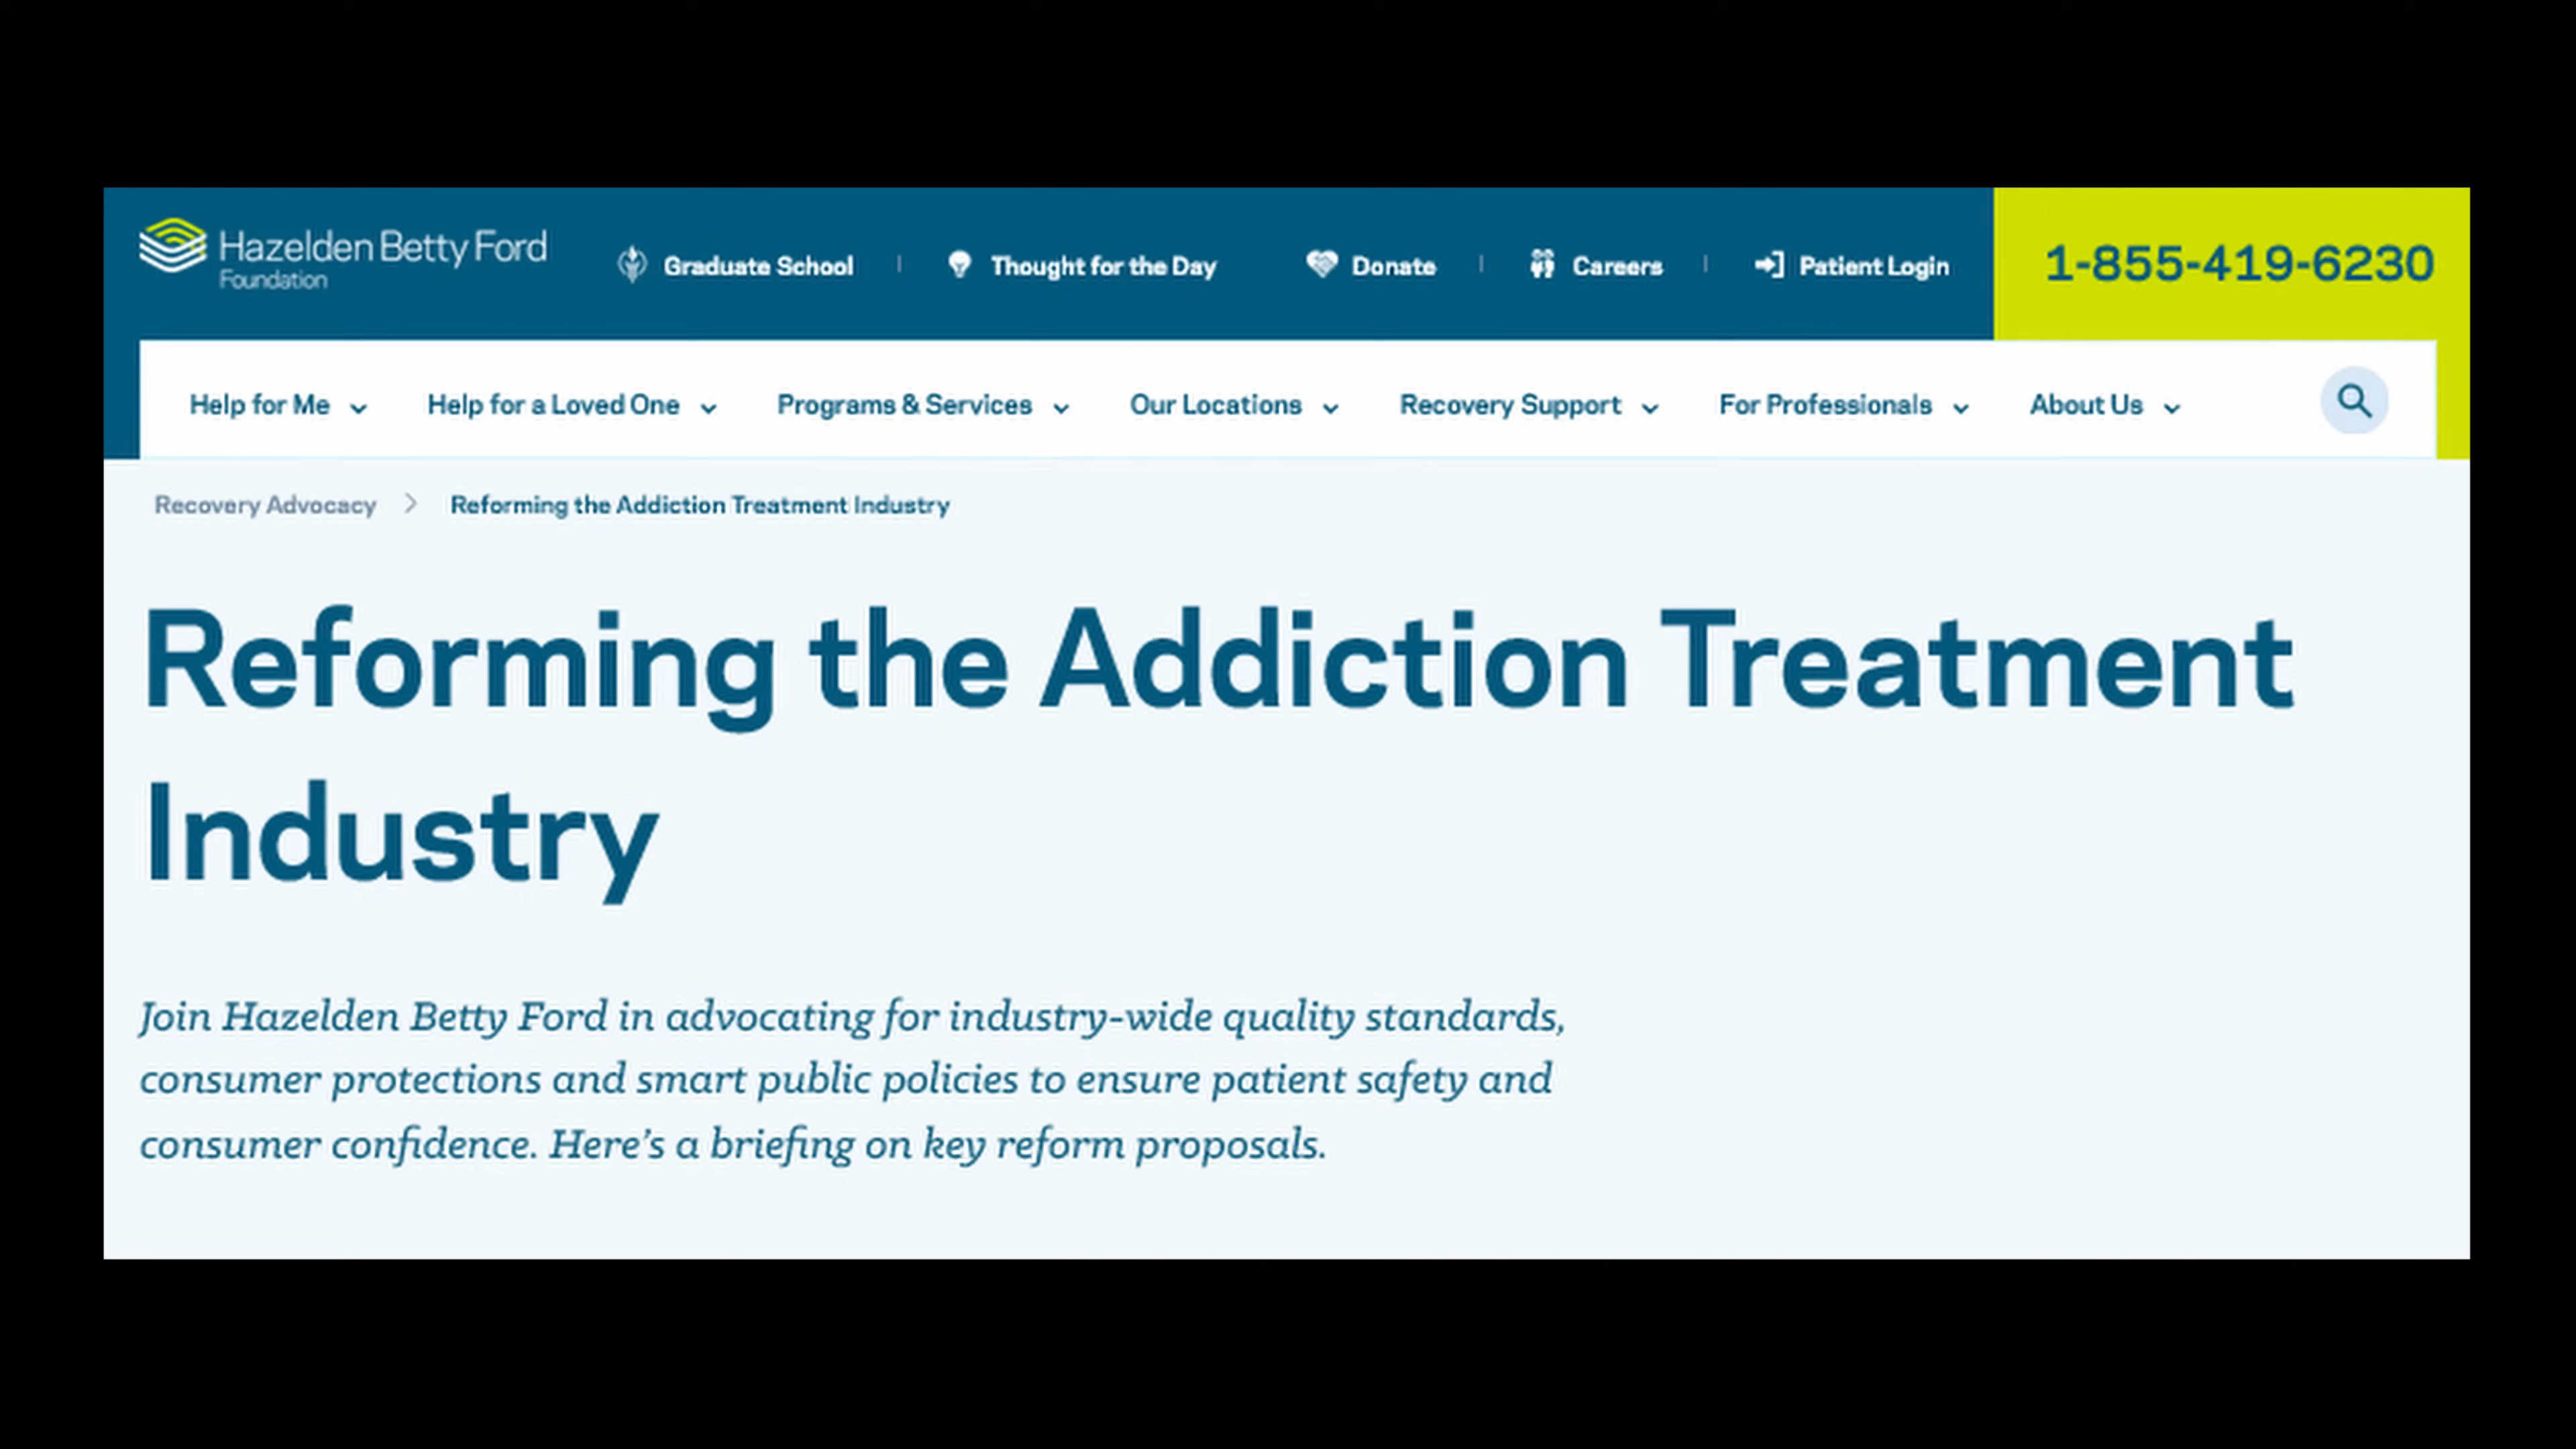 Hazelden Betty Ford
Foundation
Graduate School
Thought for the Day
Donate
Careers
Patient Login
1-855-419-6230
Help for Me
Help for a Loved One
Programs & Services
Our Locations
Recovery Support
For Professionals
About Us
Recovery Advocacy
Reforming the Addiction Treatment Industry
Reforming the Addiction Treatment
Industry
Join Hazelden Betty Ford in advocating for industry-wide quality standards,
consumer protections and smart public policies to ensure patient safety and
consumer confidence. Here's a briefing on key reform proposals.